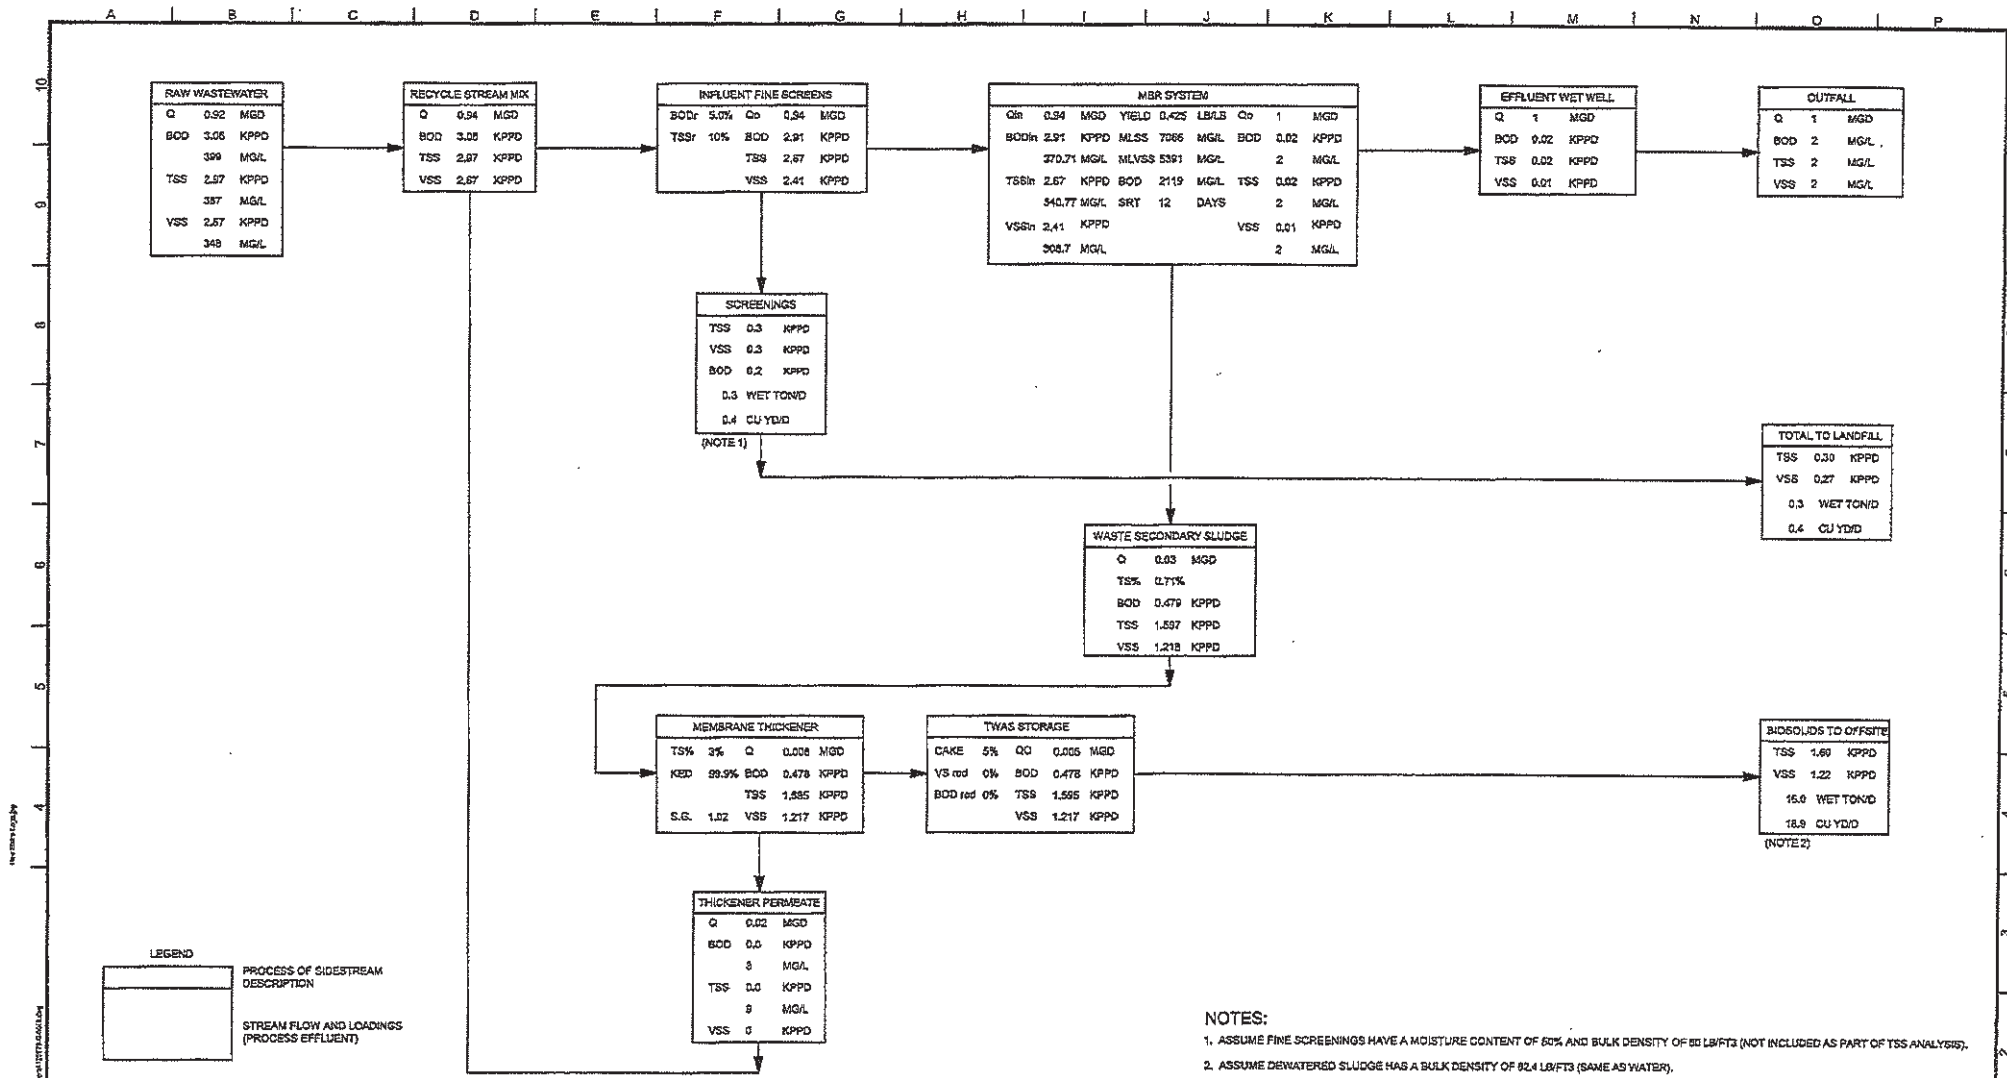 A B C D E F G H I J K L M N O P
10
9
8
7
6
5
4
3
2
RAW WASTEWATER
Q 0.92 MGD
BOD 3.06 KPPD
399 MG/L
TSS 2.97 KPPD
387 MG/L
VSS 2.67 KPPD
348 MG/L
RECYCLE STREAM MIX
Q 0.94 MGD
BOD 3.06 KPPD
TSS 2.97 KPPD
VSS 2.67 KPPD
INFLUENT FINE SCREENS
BODr 5.0% Qo 0.94 MGD
TSSr 10% BOD 2.91 KPPD
TSS 2.67 KPPD
VSS 2.41 KPPD
MBR SYSTEM
Qin 0.94 MGD YIELD 0.425 LB/LB Qo 1 MGD
BODin 2.91 KPPD MLSS 7066 MG/L BOD 0.02 KPPD
370.71 MG/L MLVSS 5391 MG/L 2 MG/L
TSSin 2.67 KPPD BOD 2119 MG/L TSS 0.02 KPPD
340.77 MG/L SRT 12 DAYS 2 MG/L
VSSin 2.41 KPPD VSS 0.01 KPPD
308.7 MG/L 2 MG/L
EFFLUENT WET WELL
Q 1 MGD
BOD 0.02 KPPD
TSS 0.02 KPPD
VSS 0.01 KPPD
OUTFALL
Q 1 MGD
BOD 2 MG/L
TSS 2 MG/L
VSS 2 MG/L
SCREENINGS
TSS 0.3 KPPD
VSS 0.3 KPPD
BOD 0.2 KPPD
0.3 WET TON/D
0.4 CU YD/D
(NOTE 1)
TOTAL TO LANDFILL
TSS 0.30 KPPD
VSS 0.27 KPPD
0.3 WET TON/D
0.4 CU YD/D
WASTE SECONDARY SLUDGE
Q 0.03 MGD
TS% 0.71%
BOD 0.479 KPPD
TSS 1.597 KPPD
VSS 1.218 KPPD
MEMBRANE THICKENER
TS% 3% Q 0.006 MGD
KED 99.9% BOD 0.478 KPPD
TSS 1.595 KPPD
S.G. 1.02 VSS 1.217 KPPD
TWAS STORAGE
CAKE 5% QO 0.006 MGD
VS red 0% BOD 0.478 KPPD
BOD red 0% TSS 1.595 KPPD
VSS 1.217 KPPD
BIOSOLIDS TO OFFSITE
TSS 1.60 KPPD
VSS 1.22 KPPD
16.0 WET TON/D
18.9 CU YD/D
(NOTE 2)
THICKENER PERMEATE
Q 0.02 MGD
BOD 0.0 KPPD
3 MG/L
TSS 0.0 KPPD
9 MG/L
VSS 0 KPPD
LEGEND
PROCESS OF SIDESTREAM
DESCRIPTION
STREAM FLOW AND LOADINGS
(PROCESS EFFLUENT)
NOTES:
1. ASSUME FINE SCREENINGS HAVE A MOISTURE CONTENT OF 50% AND BULK DENSITY OF 60 LB/FT3 (NOT INCLUDED AS PART OF TSS ANALYSIS).
2. ASSUME DEWATERED SLUDGE HAS A BULK DENSITY OF 62.4 LB/FT3 (SAME AS WATER).